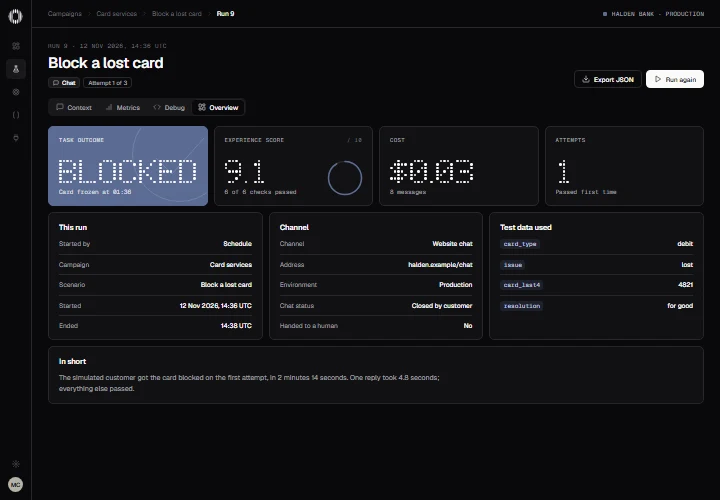 Campaigns / Card services / Block a lost card / Run 9
HALDEN BANK · PRODUCTION
RUN 9 · 12 NOV 2026, 14:36 UTC
Block a lost card
Chat
Attempt 1 of 3
Export JSON
Run again
Context
Metrics
Debug
Overview
TASK OUTCOME
BLOCKED
Card frozen at 01:36
EXPERIENCE SCORE
/ 10
9.1
6 of 6 checks passed
COST
$0.03
8 messages
ATTEMPTS
1
Passed first time
This run
Started by Schedule
Campaign Card services
Scenario Block a lost card
Started 12 Nov 2026, 14:36 UTC
Ended 14:38 UTC
Channel
Channel Website chat
Address halden.example/chat
Environment Production
Chat status Closed by customer
Handed to a human No
Test data used
card_type debit
issue lost
card_last4 4821
resolution for good
In short
The simulated customer got the card blocked on the first attempt, in 2 minutes 14 seconds. One reply took 4.8 seconds;
everything else passed.
MC